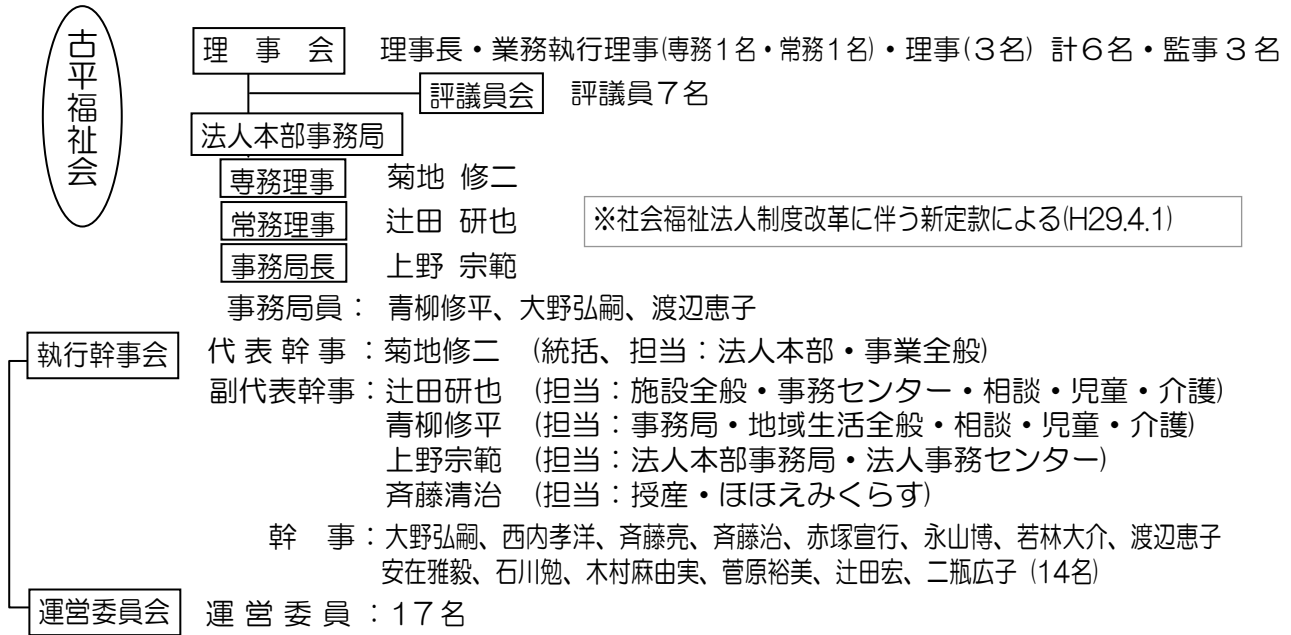 古平福祉会
理　事　会　理事長・業務執行理事(専務1名・常務1名)・理事(3名) 計6名・監事3名
評議員会　評議員7名
法人本部事務局
専務理事　菊地 修二
常務理事　辻田 研也　※社会福祉法人制度改革に伴う新定款による(H29.4.1)
事務局長　上野 宗範
事務局員： 青柳修平、大野弘嗣、渡辺恵子
執行幹事会　代 表 幹 事 ：菊地修二　(統括、担当：法人本部・事業全般)
副代表幹事：辻田研也　(担当：施設全般・事務センター・相談・児童・介護)
青柳修平　(担当：事務局・地域生活全般・相談・児童・介護)
上野宗範　(担当：法人本部事務局・法人事務センター)
斉藤清治　(担当：授産・ほほえみくらす)
幹　事：大野弘嗣、西内孝洋、斉藤亮、斉藤治、赤塚宣行、永山博、若林大介、渡辺恵子
安在雅毅、石川勉、木村麻由実、菅原裕美、辻田宏、二瓶広子 (14名)
運営委員会　運 営 委 員 ：17名